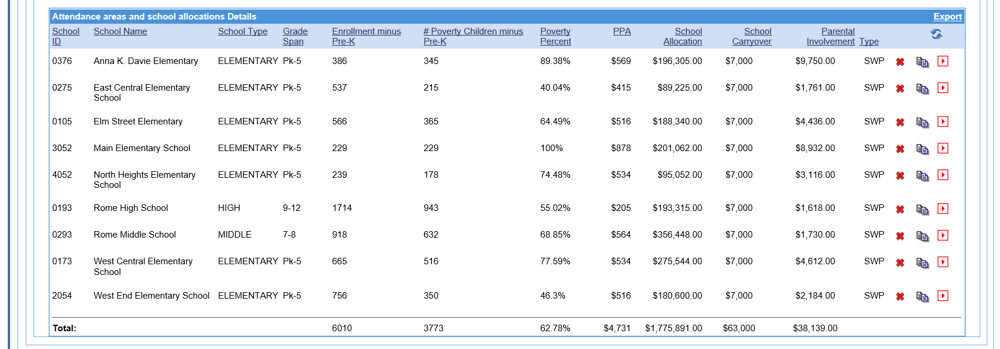 Attendance areas and school allocations Details Export
School ID School Name School Type Grade Span Enrollment minus Pre-K # Poverty Children minus Pre-K Poverty Percent PPA School Allocation School Carryover Parental Involvement Type
0376 Anna K. Davie Elementary ELEMENTARY Pk-5 386 345 89.38% $569 $196,305.00 $7,000 $9,750.00 SWP
0275 East Central Elementary School ELEMENTARY Pk-5 537 215 40.04% $415 $89,225.00 $7,000 $1,761.00 SWP
0105 Elm Street Elementary ELEMENTARY Pk-5 566 365 64.49% $516 $188,340.00 $7,000 $4,436.00 SWP
3052 Main Elementary School ELEMENTARY Pk-5 229 229 100% $878 $201,062.00 $7,000 $8,932.00 SWP
4052 North Heights Elementary School ELEMENTARY Pk-5 239 178 74.48% $534 $95,052.00 $7,000 $3,116.00 SWP
0193 Rome High School HIGH 9-12 1714 943 55.02% $205 $193,315.00 $7,000 $1,618.00 SWP
0293 Rome Middle School MIDDLE 7-8 918 632 68.85% $564 $356,448.00 $7,000 $1,730.00 SWP
0173 West Central Elementary School ELEMENTARY Pk-5 665 516 77.59% $534 $275,544.00 $7,000 $4,612.00 SWP
2054 West End Elementary School ELEMENTARY Pk-5 756 350 46.3% $516 $180,600.00 $7,000 $2,184.00 SWP
Total: 6010 3773 62.78% $4,731 $1,775,891.00 $63,000 $38,139.00